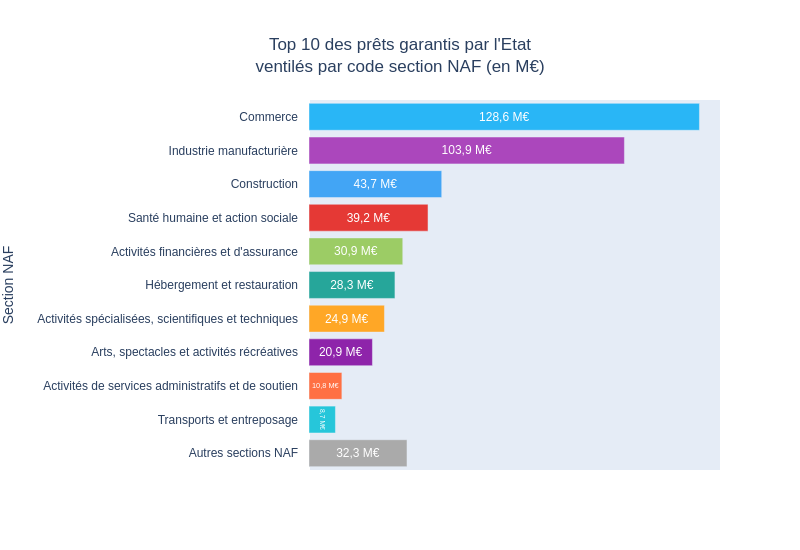 Top 10 des prêts garantis par l'Etat
ventilés par code section NAF (en M€)
Section NAF
Commerce 128,6 M€
Industrie manufacturière 103,9 M€
Construction 43,7 M€
Santé humaine et action sociale 39,2 M€
Activités financières et d'assurance 30,9 M€
Hébergement et restauration 28,3 M€
Activités spécialisées, scientifiques et techniques 24,9 M€
Arts, spectacles et activités récréatives 20,9 M€
Activités de services administratifs et de soutien 10,8 M€
Transports et entreposage 8,7 M€
Autres sections NAF 32,3 M€